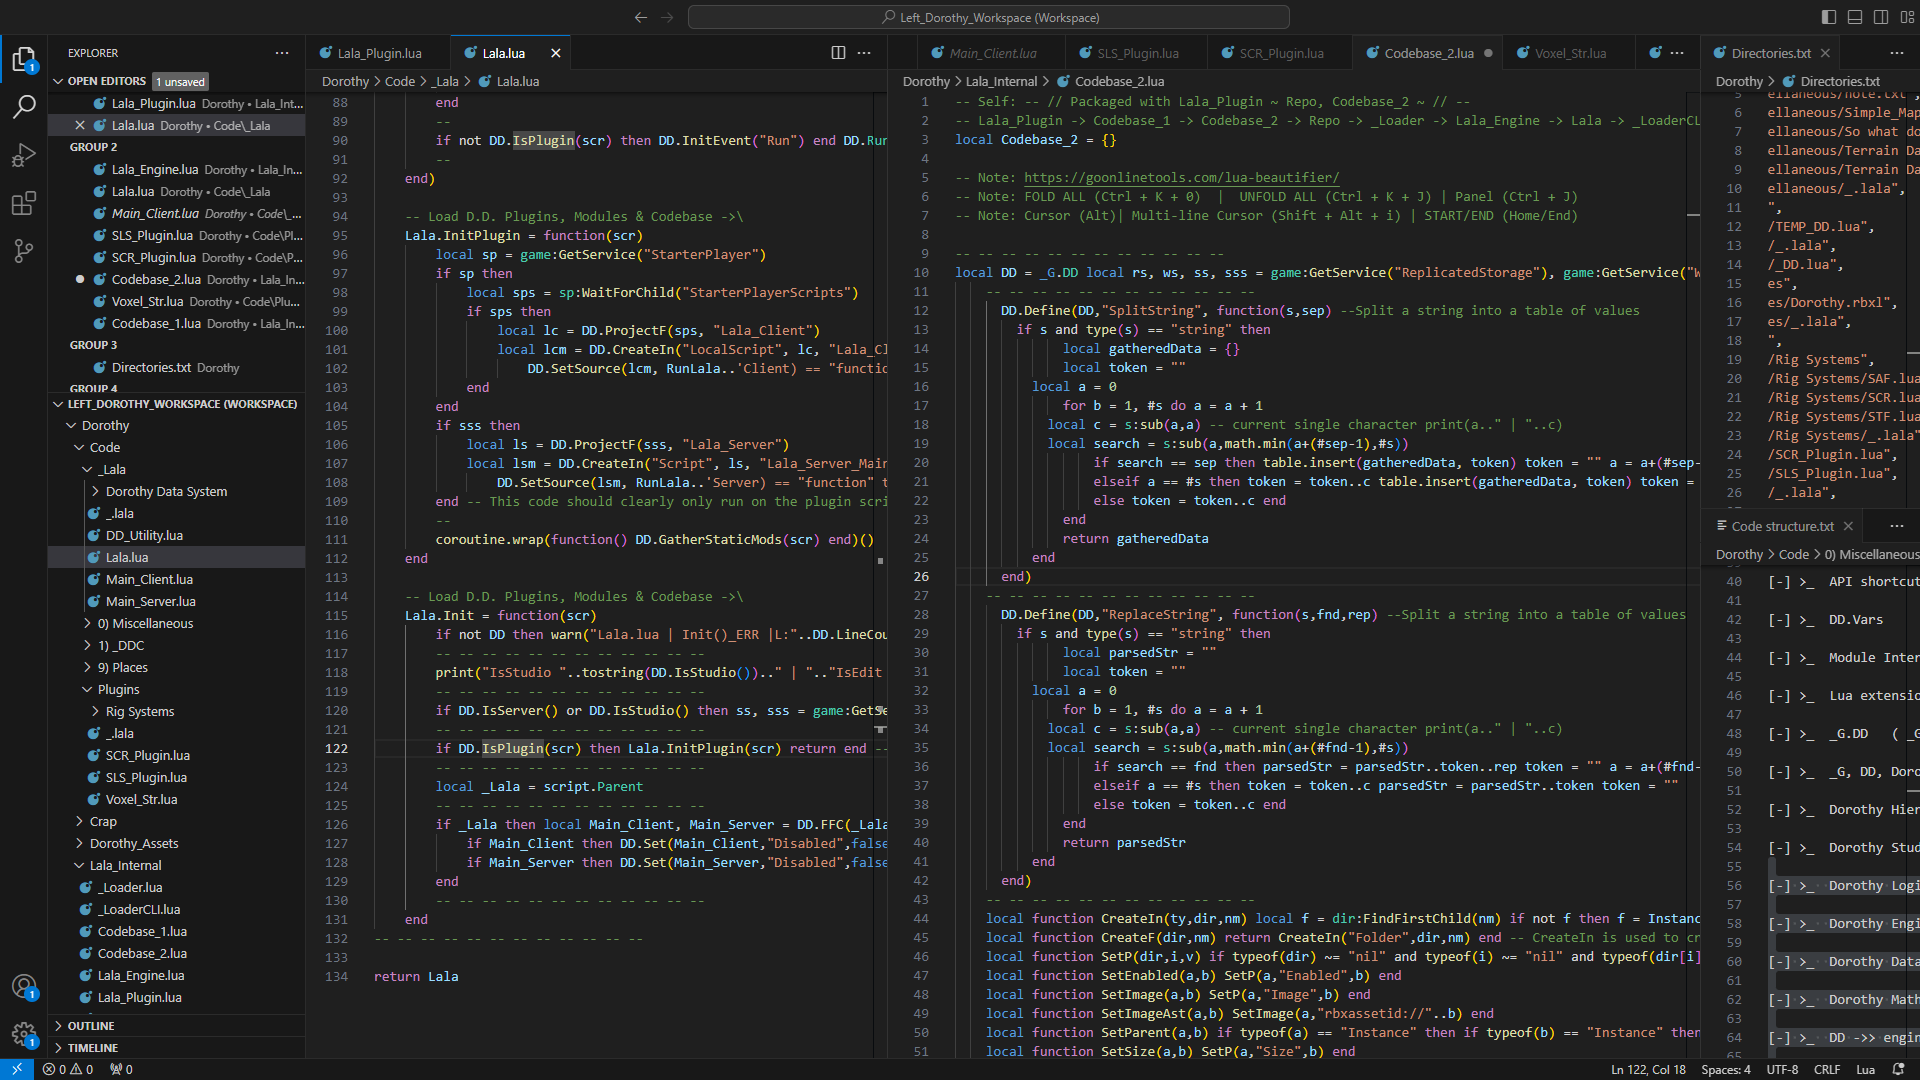 Left_Dorothy_Workspace (Workspace)
EXPLORER
OPEN EDITORS
1 unsaved
Lala_Plugin.lua Dorothy • Lala_Int...
Lala.lua Dorothy • Code\_Lala
GROUP 2
Lala_Engine.lua Dorothy • Lala_In...
Lala.lua Dorothy • Code\_Lala
Main_Client.lua Dorothy • Code\_...
SLS_Plugin.lua Dorothy • Code\Pl...
SCR_Plugin.lua Dorothy • Code\P...
Codebase_2.lua Dorothy • Lala_In...
Voxel_Str.lua Dorothy • Code\Plu...
Codebase_1.lua Dorothy • Lala_In...
GROUP 3
Directories.txt Dorothy
GROUP 4
LEFT_DOROTHY_WORKSPACE (WORKSPACE)
Dorothy
Code
_Lala
Dorothy Data System
_.lala
DD_Utility.lua
Lala.lua
Main_Client.lua
Main_Server.lua
0) Miscellaneous
1) _DDC
9) Places
Plugins
Rig Systems
_.lala
SCR_Plugin.lua
SLS_Plugin.lua
Voxel_Str.lua
Crap
Dorothy_Assets
Lala_Internal
_Loader.lua
_LoaderCLI.lua
Codebase_1.lua
Codebase_2.lua
Lala_Engine.lua
Lala_Plugin.lua
OUTLINE
TIMELINE
Lala_Plugin.lua
Lala.lua
Dorothy > Code > _Lala > Lala.lua
88 end
89 --
90 if not DD.IsPlugin(scr) then DD.InitEvent("Run") end DD.Run
91 --
92 end)
93
94 -- Load D.D. Plugins, Modules & Codebase ->\
95 Lala.InitPlugin = function(scr)
96 local sp = game:GetService("StarterPlayer")
97 if sp then
98 local sps = sp:WaitForChild("StarterPlayerScripts")
99 if sps then
100 local lc = DD.ProjectF(sps, "Lala_Client")
101 local lcm = DD.CreateIn("LocalScript", lc, "Lala_Cl
102 DD.SetSource(lcm, RunLala..'Client) == "functio
103 end
104 end
105 if sss then
106 local ls = DD.ProjectF(sss, "Lala_Server")
107 local lsm = DD.CreateIn("Script", ls, "Lala_Server_Main
108 DD.SetSource(lsm, RunLala..'Server) == "function" t
109 end -- This code should clearly only run on the plugin scri
110 --
111 coroutine.wrap(function() DD.GatherStaticMods(scr) end)()
112 end
113
114 -- Load D.D. Plugins, Modules & Codebase ->\
115 Lala.Init = function(scr)
116 if not DD then warn("Lala.lua | Init()_ERR |L:"..DD.LineCou
117 -- -- -- -- -- -- -- -- -- --
118 print("IsStudio "..tostring(DD.IsStudio()).." | ".."IsEdit
119 -- -- -- -- -- -- -- -- -- --
120 if DD.IsServer() or DD.IsStudio() then ss, sss = game:GetSe
121 -- -- -- -- -- -- -- -- -- --
122 if DD.IsPlugin(scr) then Lala.InitPlugin(scr) return end --
123 -- -- -- -- -- -- -- -- -- --
124 local _Lala = script.Parent
125 -- -- -- -- -- -- -- -- -- --
126 if _Lala then local Main_Client, Main_Server = DD.FFC(_Lala
127 if Main_Client then DD.Set(Main_Client,"Disabled",false
128 if Main_Server then DD.Set(Main_Server,"Disabled",false
129 end
130 -- -- -- -- -- -- -- -- -- --
131 end
132 -- -- -- -- -- -- -- -- -- -- -- --
133
134 return Lala
Main_Client.lua
SLS_Plugin.lua
SCR_Plugin.lua
Codebase_2.lua
Voxel_Str.lua
Dorothy > Lala_Internal > Codebase_2.lua
1 -- Self: -- // Packaged with Lala_Plugin ~ Repo, Codebase_2 ~ // --
2 -- Lala_Plugin -> Codebase_1 -> Codebase_2 -> Repo -> _Loader -> Lala_Engine -> Lala -> _LoaderCL
3 local Codebase_2 = {}
4
5 -- Note: https://goonlinetools.com/lua-beautifier/
6 -- Note: FOLD ALL (Ctrl + K + 0) | UNFOLD ALL (Ctrl + K + J) | Panel (Ctrl + J)
7 -- Note: Cursor (Alt)| Multi-line Cursor (Shift + Alt + i) | START/END (Home/End)
8
9 -- -- -- -- -- -- -- -- -- -- -- --
10 local DD = _G.DD local rs, ws, ss, sss = game:GetService("ReplicatedStorage"), game:GetService("W
11 -- -- -- -- -- -- -- -- -- -- -- --
12 DD.Define(DD,"SplitString", function(s,sep) --Split a string into a table of values
13 if s and type(s) == "string" then
14 local gatheredData = {}
15 local token = ""
16 local a = 0
17 for b = 1, #s do a = a + 1
18 local c = s:sub(a,a) -- current single character print(a.." | "..c)
19 local search = s:sub(a,math.min(a+(#sep-1),#s))
20 if search == sep then table.insert(gatheredData, token) token = "" a = a+(#sep-
21 elseif a == #s then token = token..c table.insert(gatheredData, token) token =
22 else token = token..c end
23 end
24 return gatheredData
25 end
26 end)
27 -- -- -- -- -- -- -- -- -- -- -- --
28 DD.Define(DD,"ReplaceString", function(s,fnd,rep) --Split a string into a table of values
29 if s and type(s) == "string" then
30 local parsedStr = ""
31 local token = ""
32 local a = 0
33 for b = 1, #s do a = a + 1
34 local c = s:sub(a,a) -- current single character print(a.." | "..c)
35 local search = s:sub(a,math.min(a+(#fnd-1),#s))
36 if search == fnd then parsedStr = parsedStr..token..rep token = "" a = a+(#fnd-
37 elseif a == #s then token = token..c parsedStr = parsedStr..token token = ""
38 else token = token..c end
39 end
40 return parsedStr
41 end
42 end)
43 -- -- -- -- -- -- -- -- -- -- -- --
44 local function CreateIn(ty,dir,nm) local f = dir:FindFirstChild(nm) if not f then f = Instanc
45 local function CreateF(dir,nm) return CreateIn("Folder",dir,nm) end -- CreateIn is used to cr
46 local function SetP(dir,i,v) if typeof(dir) ~= "nil" and typeof(i) ~= "nil" and typeof(dir[i]
47 local function SetEnabled(a,b) SetP(a,"Enabled",b) end
48 local function SetImage(a,b) SetP(a,"Image",b) end
49 local function SetImageAst(a,b) SetImage(a,"rbxassetid://"..b) end
50 local function SetParent(a,b) if typeof(a) == "Instance" then if typeof(b) == "Instance" then
51 local function SetSize(a,b) SetP(a,"Size",b) end
Directories.txt
Dorothy > Directories.txt
5 ellaneous/note.txt",
6 ellaneous/Simple_Map
7 ellaneous/So what do
8 ellaneous/Terrain Da
9 ellaneous/Terrain Da
10 ellaneous/_.lala",
11 ",
12 /TEMP_DD.lua",
13 /_.lala",
14 /_DD.lua",
15 es",
16 es/Dorothy.rbxl",
17 es/_.lala",
18 ",
19 /Rig Systems",
20 /Rig Systems/SAF.lua
21 /Rig Systems/SCR.lua
22 /Rig Systems/STF.lua
23 /Rig Systems/_.lala"
24 /SCR_Plugin.lua",
25 /SLS_Plugin.lua",
26 /_.lala",
Code structure.txt
Dorothy > Code > 0) Miscellaneous
40 [-] >_ API shortcut
41
42 [-] >_ DD.Vars
43
44 [-] >_ Module Inter
45
46 [-] >_ Lua extensio
47
48 [-] >_ _G.DD ( _G
49
50 [-] >_ _G, DD, Doro
51
52 [-] >_ Dorothy Hier
53
54 [-] >_ Dorothy Stud
55
56 [-] >_ Dorothy Logi
57
58 [-] >_ Dorothy Engi
59
60 [-] >_ Dorothy Data
61
62 [-] >_ Dorothy Math
63
64 [-] >_ DD ->> engin
65
0 0 0
Ln 122, Col 18 Spaces: 4 UTF-8 CRLF Lua